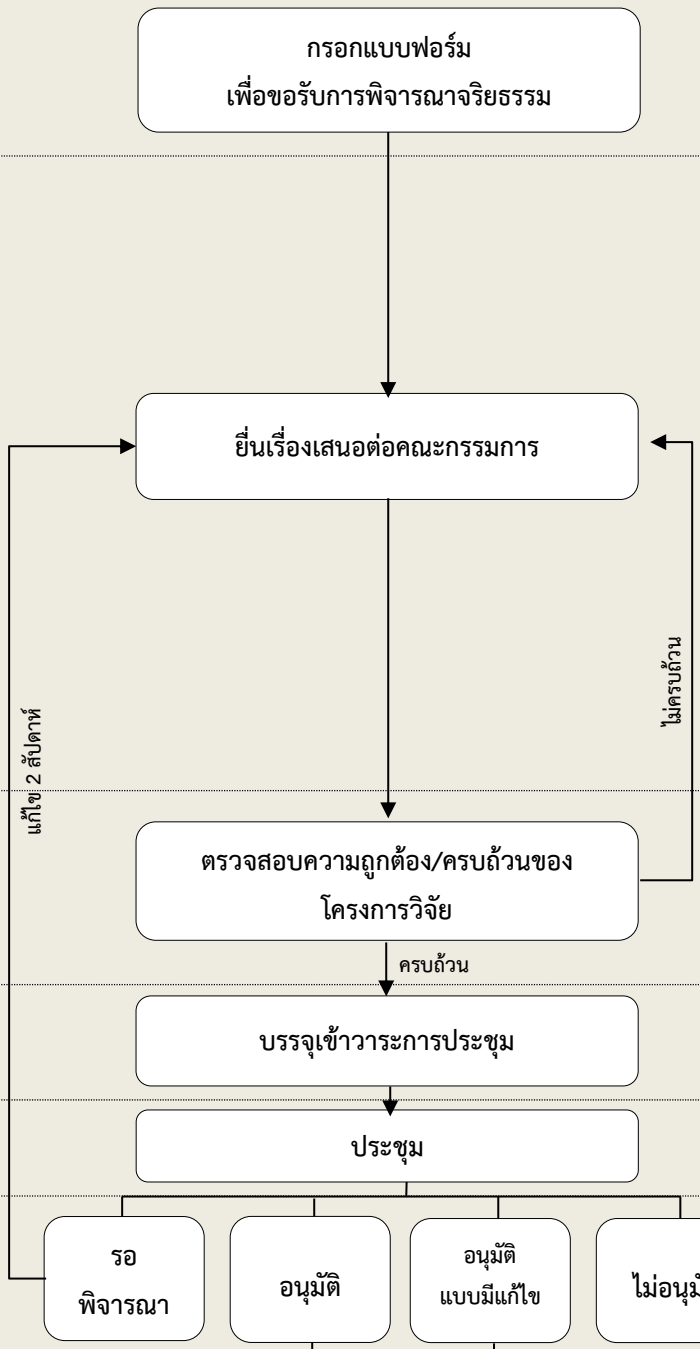 กรอกแบบฟอร์ม
เพื่อขอรับการพิจารณาจริยธรรม
ยื่นเรื่องเสนอต่อคณะกรรมการ
ไม่ครบถ้วน
แก้ไข 2 สัปดาห์
ตรวจสอบความถูกต้อง/ครบถ้วนของ
โครงการวิจัย
ครบถ้วน
บรรจุเข้าวาระการประชุม
ประชุม
รอ
พิจารณา
อนุมัติ
อนุมัติ
แบบมีแก้ไข